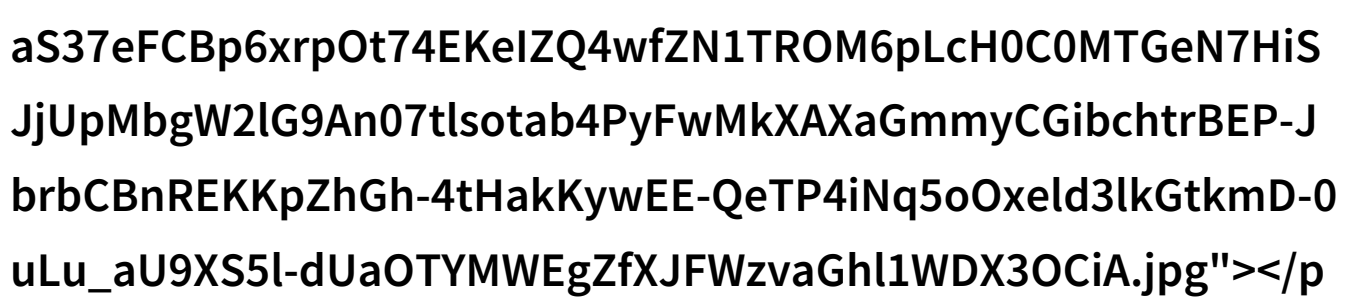 aS37eFCBp6xrpOt74EKeIZQ4wfZN1TROM6pLcH0C0MTGeN7HiS
JjUpMbgW2lG9An07tlsotab4PyFwMkXAXaGmmyCGibchtrBEP-J
brbCBnREKKpZhGh-4tHakKywEE-QeTP4iNq5oOxeld3lkGtkmD-0
uLu_aU9XS5l-dUaOTYMWEgZfXJFWzvaGhl1WDX3OCiA.jpg"></p